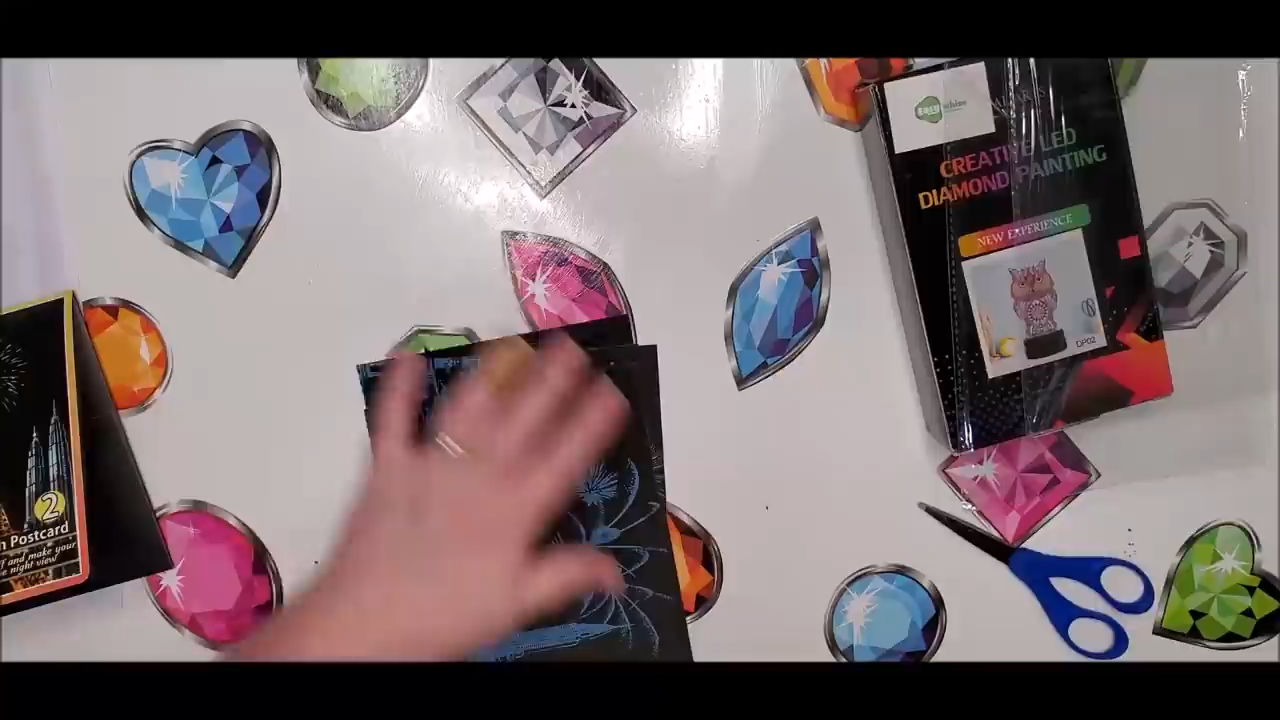 CREATIVE LED
DIAMOND PAINTING
NEW EXPERIENCE
DP02
2
n Postcard
f and make your
e night view